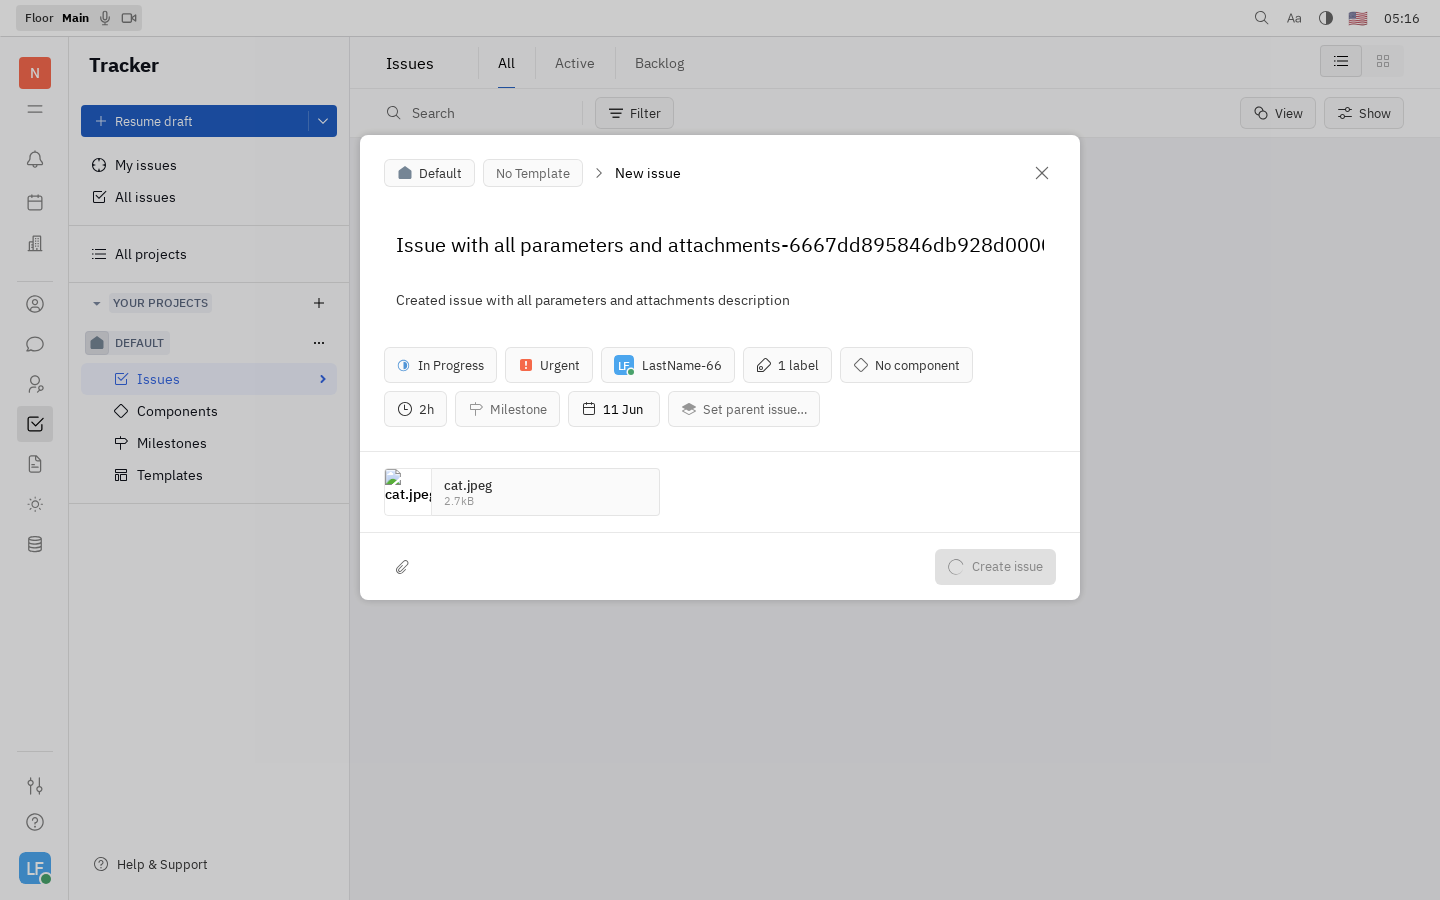 Floor Main
Aa
05:16
N
Tracker
Issues
All
Active
Backlog
Resume draft
Search
Filter
View
Show
My issues
All issues
All projects
YOUR PROJECTS
DEFAULT
Issues
Components
Milestones
Templates
Help & Support
LF
Default
No Template
New issue
Issue with all parameters and attachments-6667dd895846db928d000
Created issue with all parameters and attachments description
In Progress
Urgent
LF
LastName-66
1 label
No component
2h
Milestone
11 Jun
Set parent issue...
cat.jpeg
cat.jpeg
2.7kB
Create issue